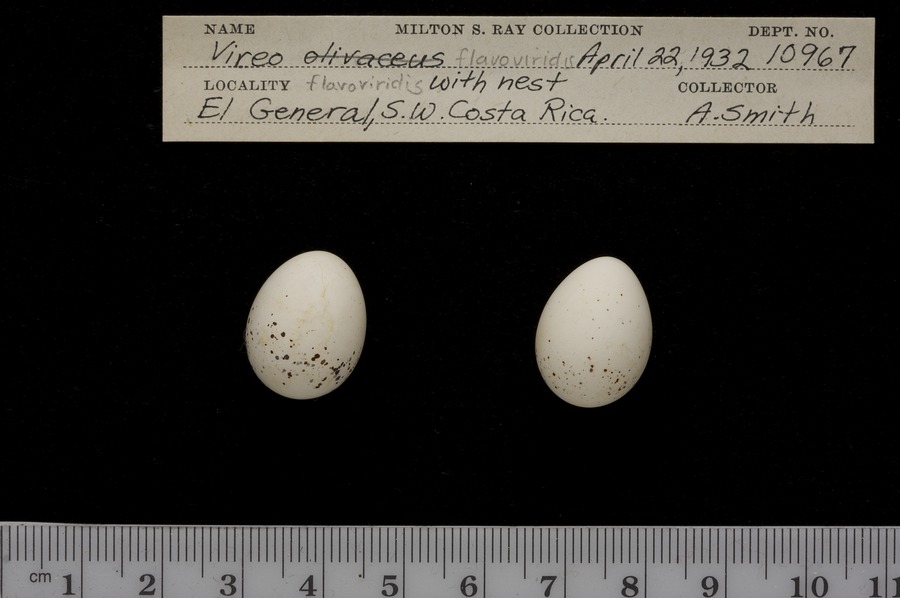 NAME MILTON S. RAY COLLECTION DEPT. NO.
Vireo olivaceus flavoviridis April 22, 1932 10967
LOCALITY flavoviridis with nest COLLECTOR
El General, S.W. Costa Rica. A. Smith
cm 1 2 3 4 5 6 7 8 9 10 11